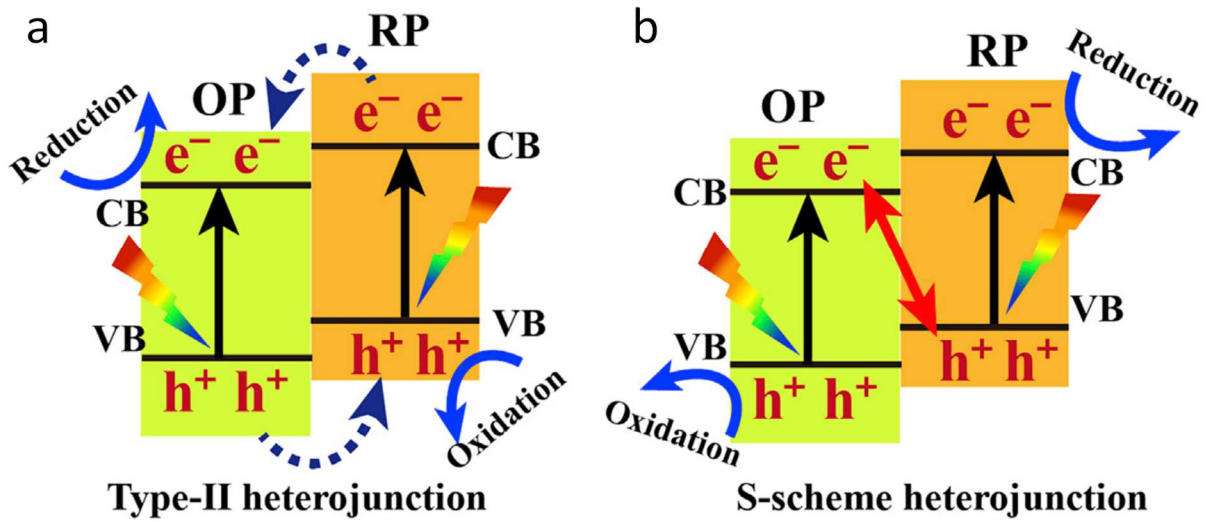 a
RP
OP
Reduction
e⁻ e⁻
e⁻ e⁻
CB
CB
VB
VB
h⁺ h⁺
h⁺ h⁺
Oxidation
Type-II heterojunction
b
RP
OP
Reduction
e⁻ e⁻
e⁻ e⁻
CB
CB
VB
VB
h⁺ h⁺
h⁺ h⁺
Oxidation
S-scheme heterojunction